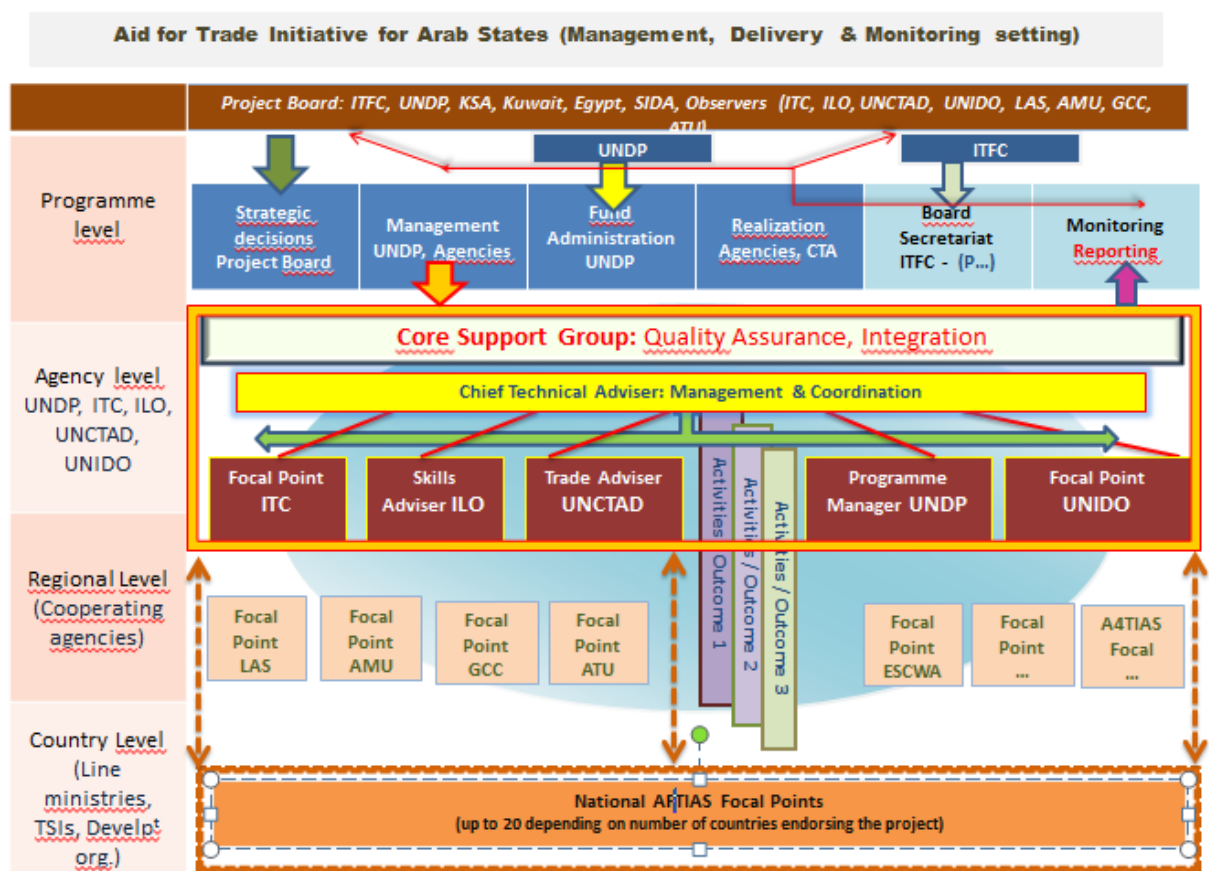 Aid for Trade Initiative for Arab States (Management, Delivery & Monitoring setting)
Project Board: ITFC, UNDP, KSA, Kuwait, Egypt, SIDA, Observers (ITC, ILO, UNCTAD, UNIDO, LAS, AMU, GCC,
ATU)
UNDP
ITFC
Programme
level
Strategic
decisions
Project Board
Management
UNDP, Agencies
Fund
Administration
UNDP
Realization
Agencies, CTA
Board
Secretariat
ITFC - (P...)
Monitoring
Reporting
Agency level
UNDP, ITC, ILO,
UNCTAD,
UNIDO
Core Support Group: Quality Assurance, Integration
Chief Technical Adviser: Management & Coordination
Focal Point
ITC
Skills
Adviser ILO
Trade Adviser
UNCTAD
Programme
Manager UNDP
Focal Point
UNIDO
Activities / Outcome 1
Activities / Outcome 2
Activities / Outcome 3
Regional Level
(Cooperating
agencies)
Focal
Point
LAS
Focal
Point
AMU
Focal
Point
GCC
Focal
Point
ATU
Focal
Point
ESCWA
Focal
Point
...
A4TIAS
Focal
...
Country Level
(Line
ministries,
TSIs, Develpt
org.)
National AFTIAS Focal Points
(up to 20 depending on number of countries endorsing the project)